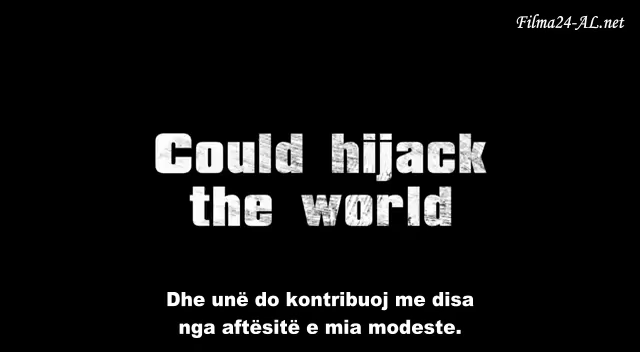 Filma24-AL.net
Could hijack
the world
Dhe unë do kontribuoj me disa
nga aftësitë e mia modeste.